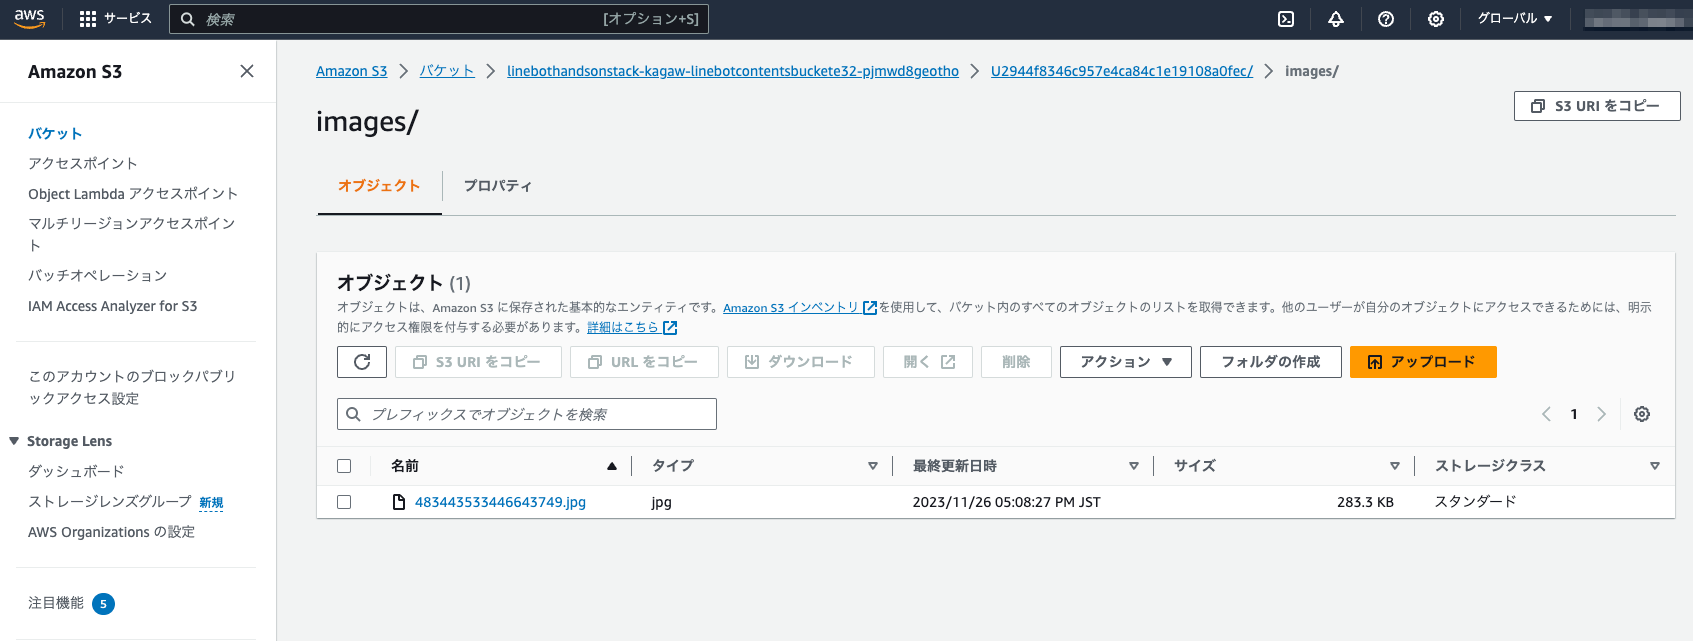 aws
サービス
検索
[オプション+S]
グローバル
Amazon S3
バケット
アクセスポイント
Object Lambda アクセスポイント
マルチリージョンアクセスポイン
ト
バッチオペレーション
IAM Access Analyzer for S3
このアカウントのブロックパブリ
ックアクセス設定
Storage Lens
ダッシュボード
ストレージレンズグループ 新規
AWS Organizations の設定
注目機能 5
Amazon S3 バケット linebothandsonstack-kagaw-linebotcontentsbuckete32-pjmwd8geotho U2944f8346c957e4ca84c1e19108a0fec/ images/
images/
S3 URI をコピー
オブジェクト プロパティ
オブジェクト (1)
オブジェクトは、Amazon S3 に保存された基本的なエンティティです。Amazon S3 インベントリ を使用して、バケット内のすべてのオブジェクトのリストを取得できます。他のユーザーが自分のオブジェクトにアクセスできるためには、明示
的にアクセス権限を付与する必要があります。詳細はこちら
S3 URI をコピー URL をコピー ダウンロード 開く 削除 アクション フォルダの作成 アップロード
プレフィックスでオブジェクトを検索
1
名前 タイプ 最終更新日時 サイズ ストレージクラス
483443533446643749.jpg jpg 2023/11/26 05:08:27 PM JST 283.3 KB スタンダード